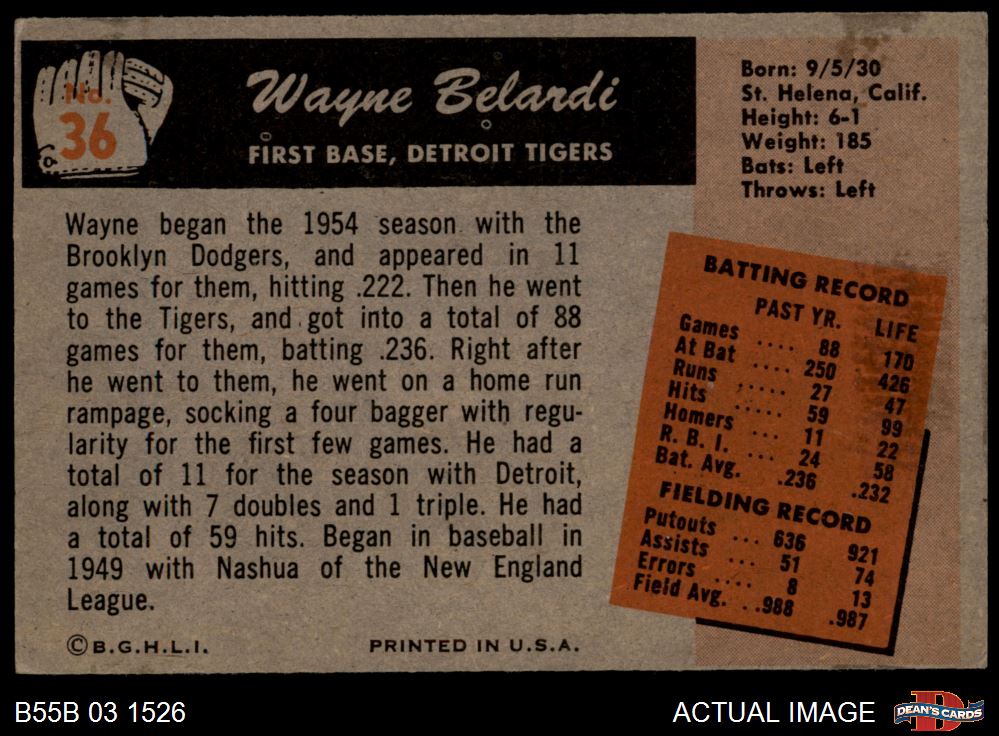 No.
36
Wayne Belardi
FIRST BASE, DETROIT TIGERS
Born: 9/5/30
St. Helena, Calif.
Height: 6-1
Weight: 185
Bats: Left
Throws: Left
Wayne began the 1954 season with the
Brooklyn Dodgers, and appeared in 11
games for them, hitting .222. Then he went
to the Tigers, and got into a total of 88
games for them, batting .236. Right after
he went to them, he went on a home run
rampage, socking a four bagger with regu-
larity for the first few games. He had a
total of 11 for the season with Detroit,
along with 7 doubles and 1 triple. He had
a total of 59 hits. Began in baseball in
1949 with Nashua of the New England
League.
BATTING RECORD
PAST YR. LIFE
Games .... 88 170
At Bat .... 250 426
Runs ..... 27 47
Hits ..... 59 99
Homers ... 11 22
R. B. I. ... 24 58
Bat. Avg. .236 .232
FIELDING RECORD
Putouts ... 636 921
Assists ... 51 74
Errors .... 8 13
Field Avg. . .988 .987
©B.G.H.L.I.
PRINTED IN U.S.A.
B55B 03 1526
ACTUAL IMAGE
DEAN'S CARDS